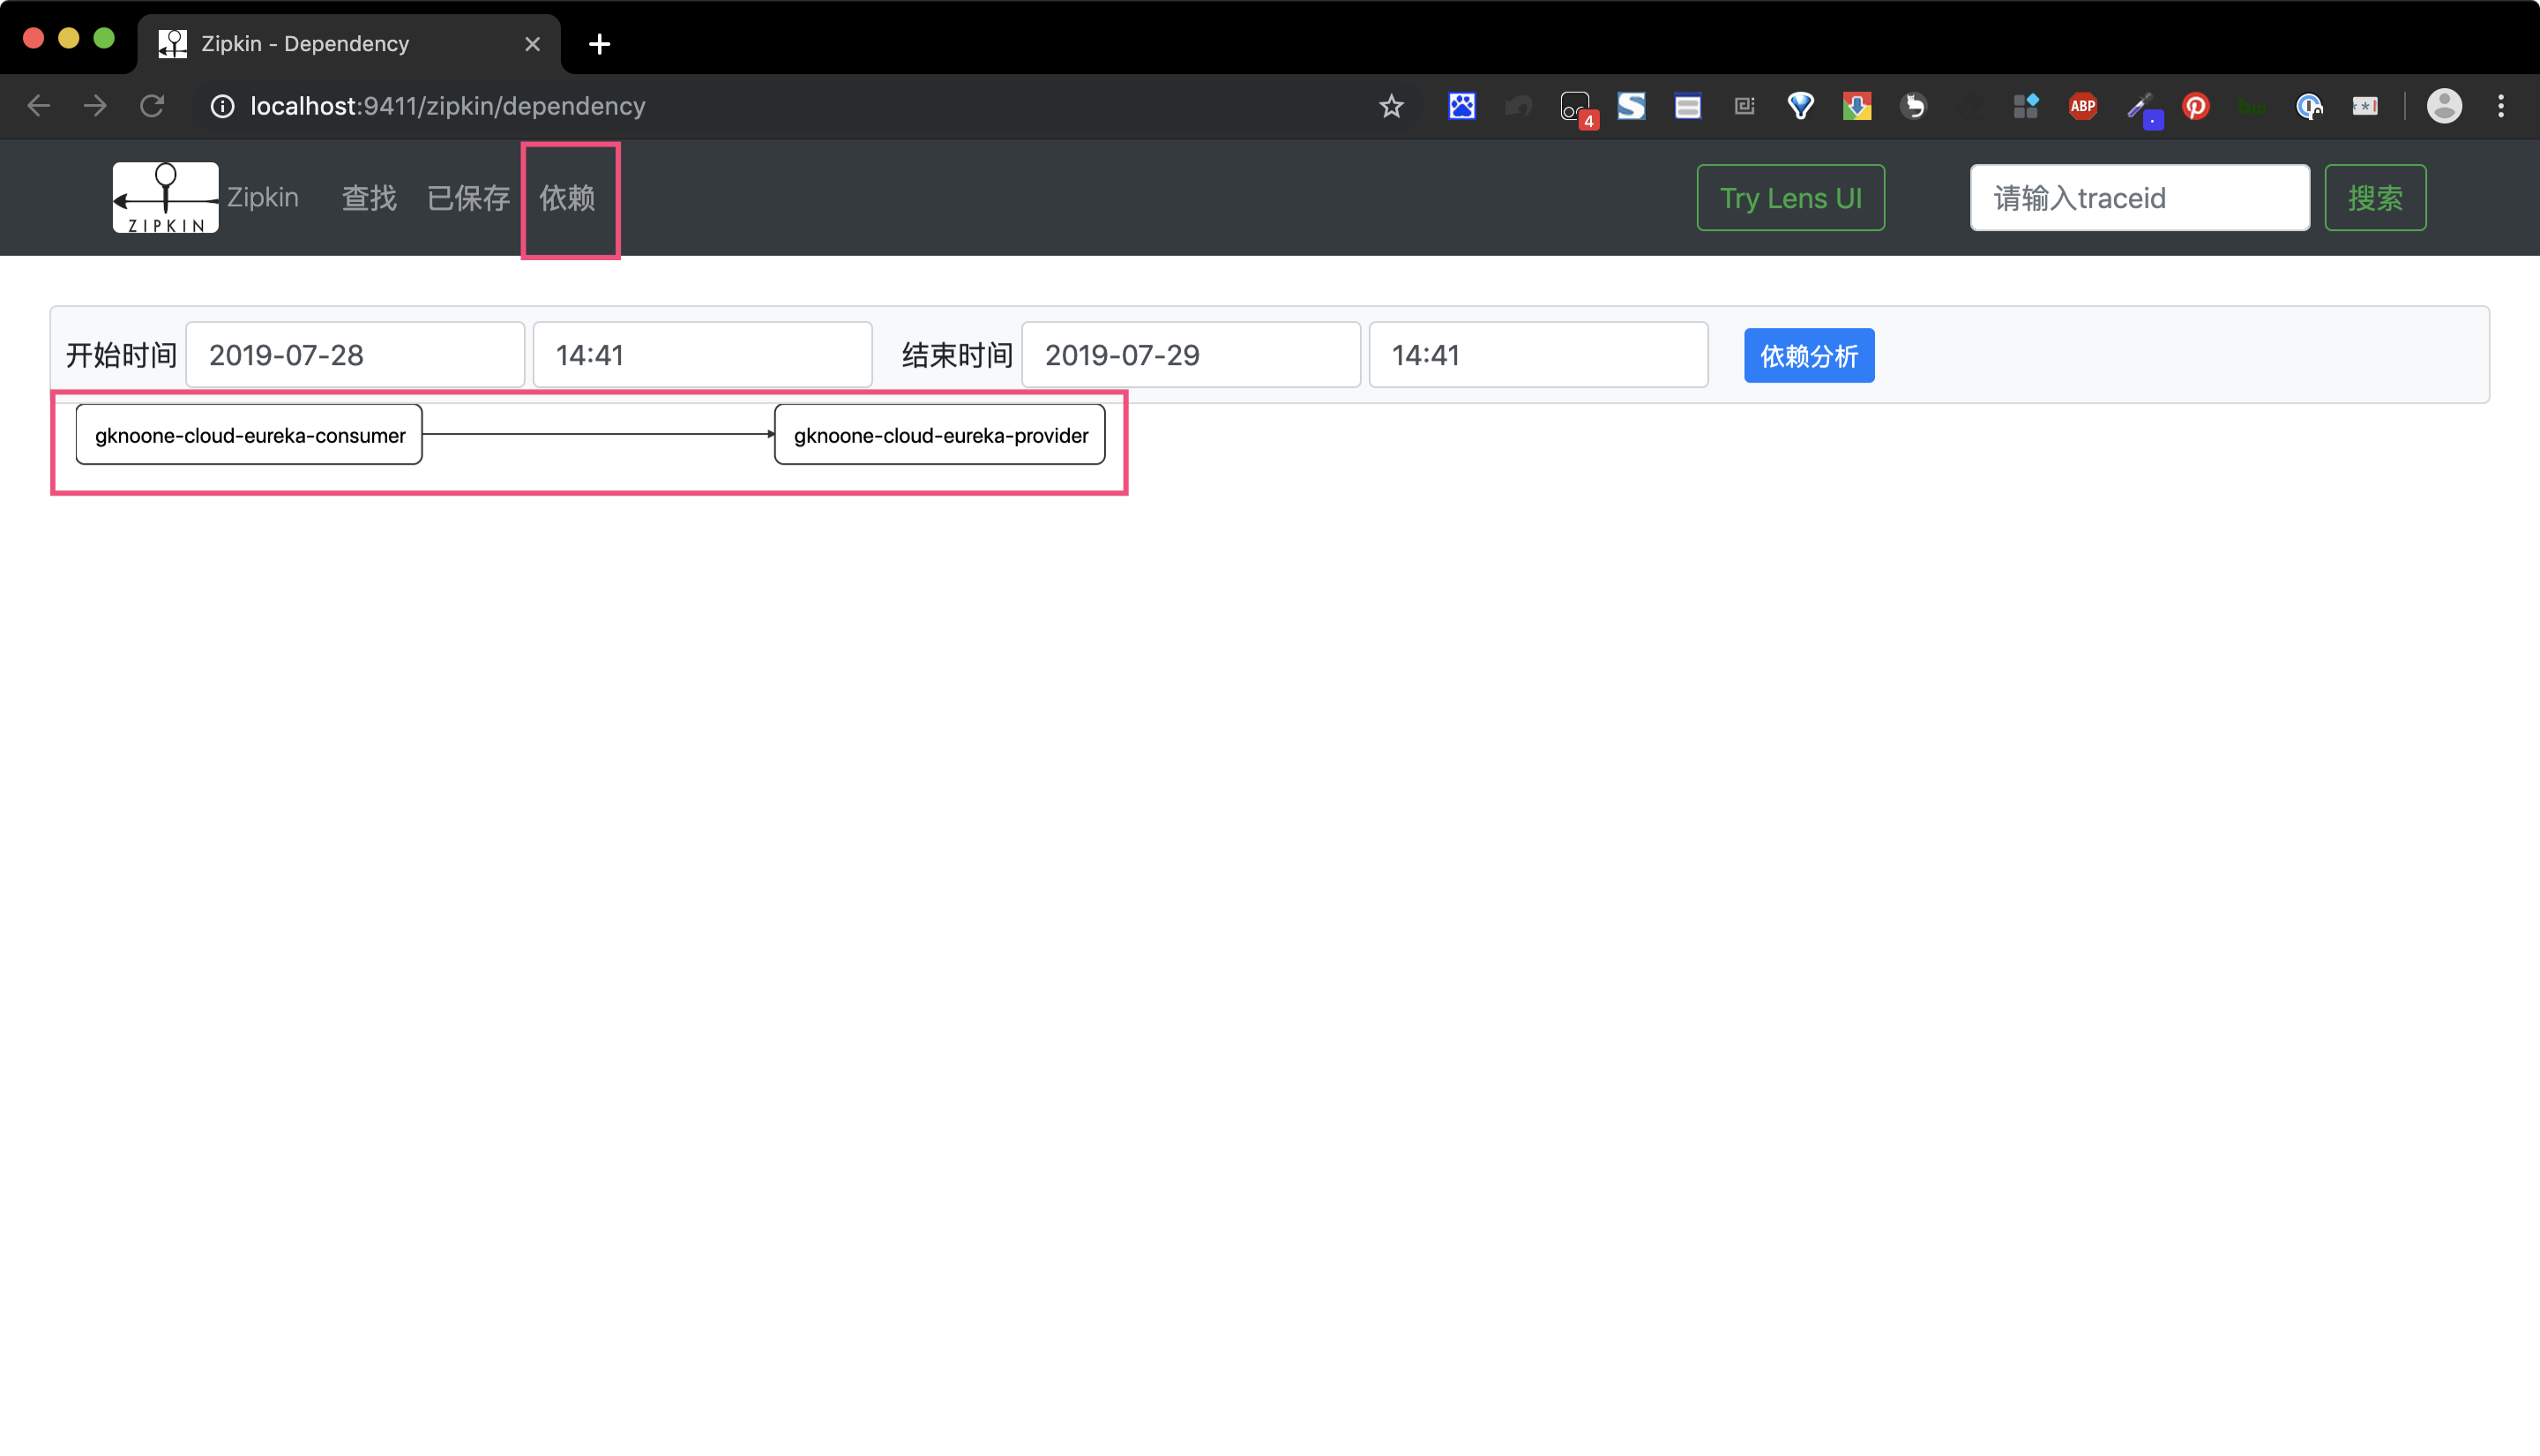 Zipkin - Dependency
localhost:9411/zipkin/dependency
4
ABP
ZIPKIN
Zipkin 查找 已保存 依赖 Try Lens UI 请输入traceid 搜索
开始时间 2019-07-28 14:41 结束时间 2019-07-29 14:41 依赖分析
gknoone-cloud-eureka-consumer gknoone-cloud-eureka-provider